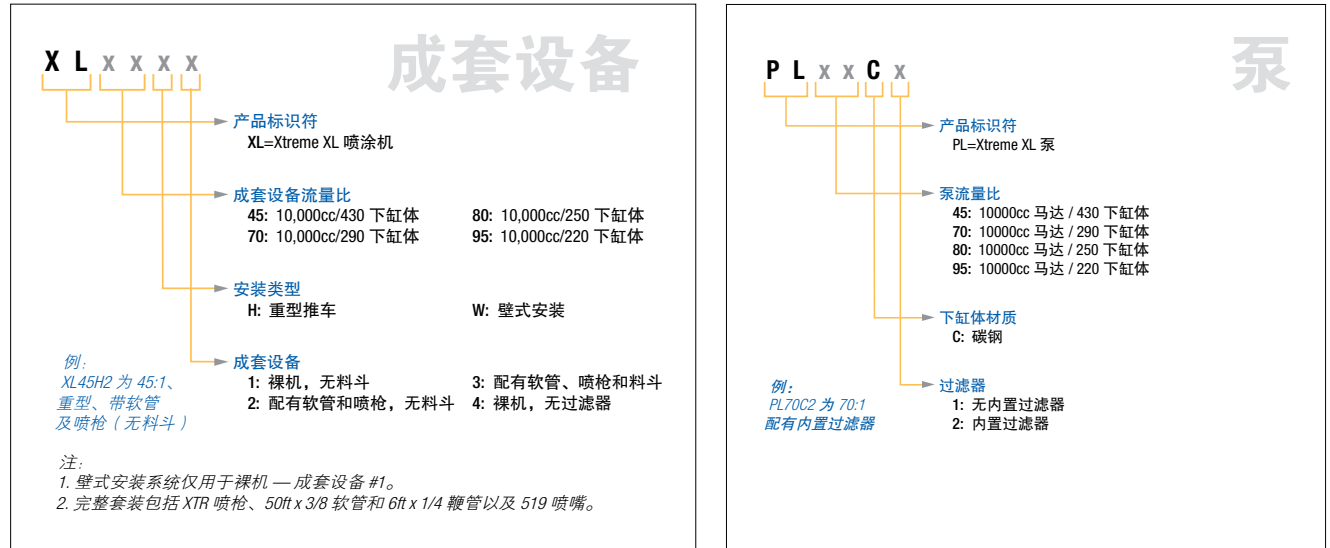 成套设备
X L x x x x
产品标识符
XL=Xtreme XL 喷涂机
成套设备流量比
45: 10,000cc/430 下缸体
80: 10,000cc/250 下缸体
70: 10,000cc/290 下缸体
95: 10,000cc/220 下缸体
安装类型
H: 重型推车
W: 壁式安装
成套设备
1: 裸机，无料斗
3: 配有软管、喷枪和料斗
2: 配有软管和喷枪，无料斗
4: 裸机，无过滤器
例：
XL45H2 为 45:1、
重型、带软管
及喷枪（无料斗）
注：
1. 壁式安装系统仅用于裸机 — 成套设备 #1。
2. 完整套装包括 XTR 喷枪、50ft x 3/8 软管和 6ft x 1/4 鞭管以及 519 喷嘴。
泵
P L x x C x
产品标识符
PL=Xtreme XL 泵
泵流量比
45: 10000cc 马达 / 430 下缸体
70: 10000cc 马达 / 290 下缸体
80: 10000cc 马达 / 250 下缸体
95: 10000cc 马达 / 220 下缸体
下缸体材质
C: 碳钢
过滤器
1: 无内置过滤器
2: 内置过滤器
例：
PL70C2 为 70:1
配有内置过滤器